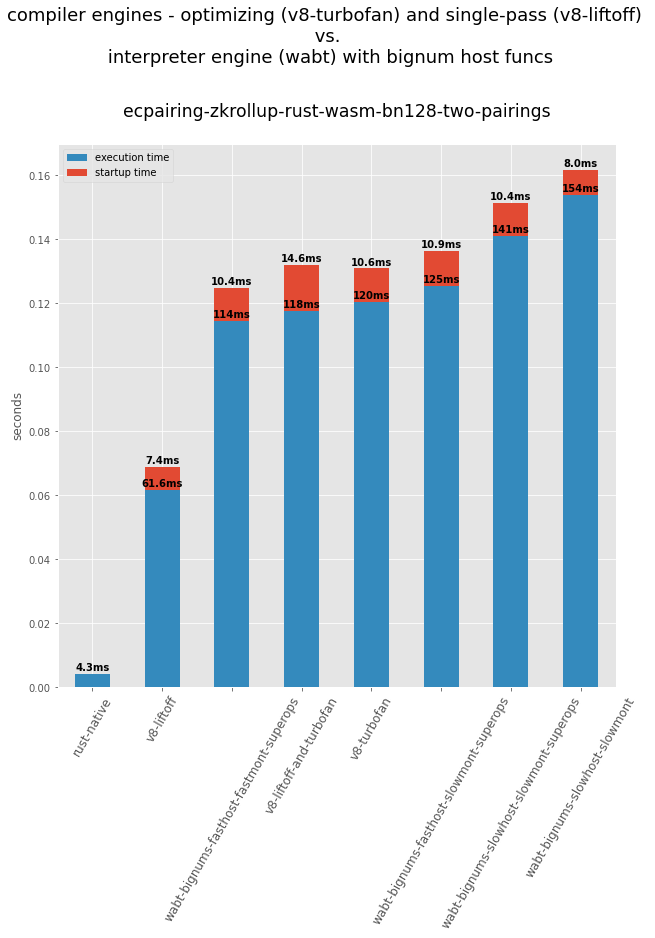 compiler engines - optimizing (v8-turbofan) and single-pass (v8-liftoff)
vs.
interpreter engine (wabt) with bignum host funcs
ecpairing-zkrollup-rust-wasm-bn128-two-pairings
execution time
startup time
seconds
0.16
0.14
0.12
0.10
0.08
0.06
0.04
0.02
0.00
4.3ms
7.4ms
61.6ms
10.4ms
114ms
14.6ms
118ms
10.6ms
120ms
10.9ms
125ms
10.4ms
141ms
8.0ms
154ms
rust-native
v8-liftoff
wabt-bignums-fasthost-fastmont-superops
v8-liftoff-and-turbofan
v8-turbofan
wabt-bignums-fasthost-slowmont-superops
wabt-bignums-slowhost-slowmont-superops
wabt-bignums-slowhost-slowmont